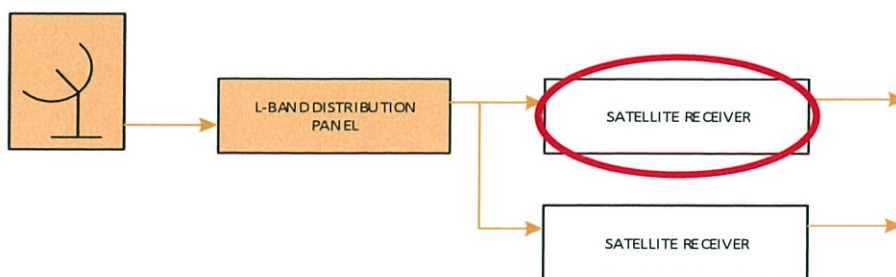 L-BAND DISTRIBUTION
PANEL
SATELLITE RECEIVER
SATELLITE RECEIVER